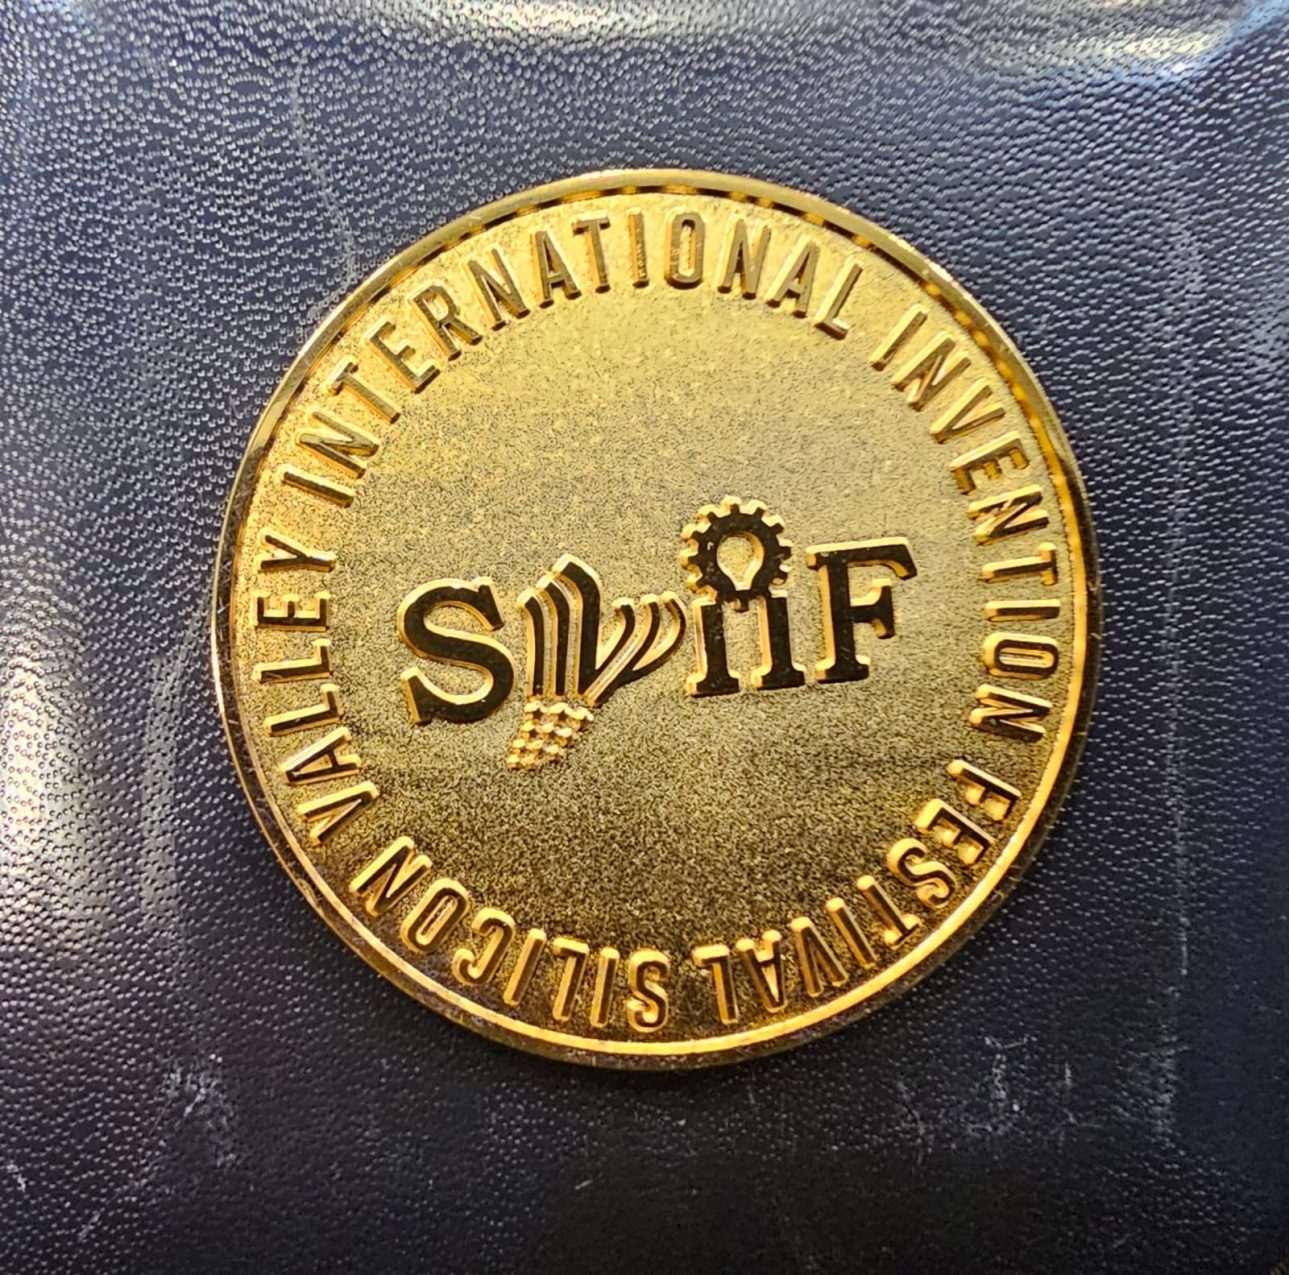 SILICON VALLEY INTERNATIONAL INVENTION FESTIVAL
SViiF